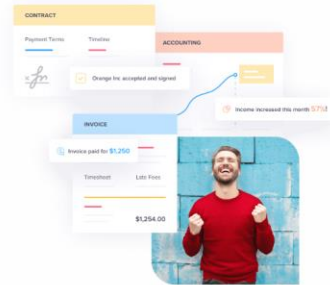 CONTRACT
Payment Terms
Timeline
ACCOUNTING
Orange Inc accepted and signed
Income increased this month
INVOICE
Invoice paid for $1,250
Timesheet
Late Fees
$1,254.00